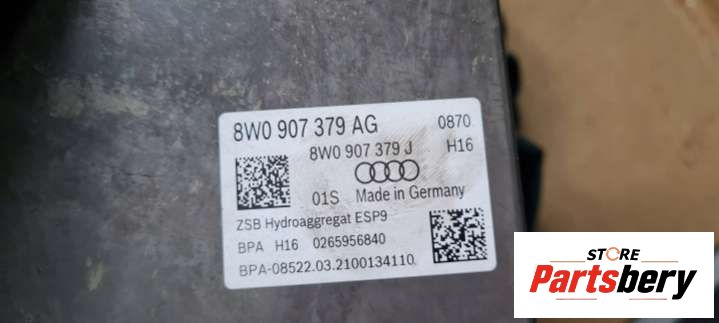 8W0 907 379 AG 0870
8W0 907 379 J H16
01S Made in Germany
ZSB Hydroaggregat ESP9
BPA H16 0265956840
BPA-08522.03.2100134110
STORE
Partsbery